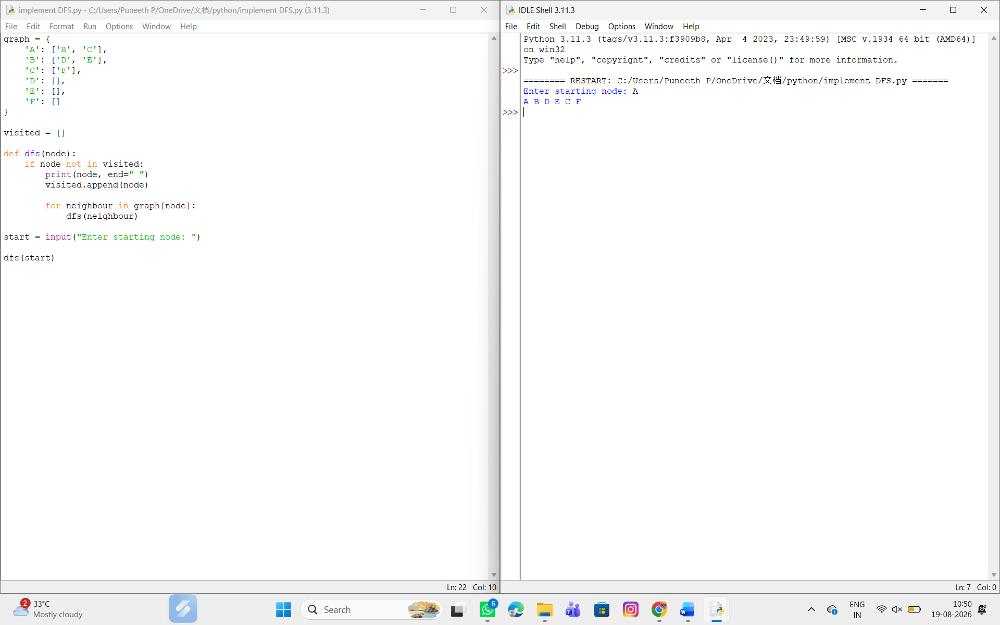 implement DFS.py - C:/Users/Puneeth P/OneDrive/文档/python/implement DFS.py (3.11.3)
File Edit Format Run Options Window Help
graph = {
    'A': ['B', 'C'],
    'B': ['D', 'E'],
    'C': ['F'],
    'D': [],
    'E': [],
    'F': []
}
visited = []
def dfs(node):
    if node not in visited:
        print(node, end=" ")
        visited.append(node)
        for neighbour in graph[node]:
            dfs(neighbour)
start = input("Enter starting node: ")
dfs(start)
Ln: 22 Col: 10
IDLE Shell 3.11.3
File Edit Shell Debug Options Window Help
Python 3.11.3 (tags/v3.11.3:f3909b8, Apr  4 2023, 23:49:59) [MSC v.1934 64 bit (AMD64)]
on win32
Type "help", "copyright", "credits" or "license()" for more information.
>>>
======== RESTART: C:/Users/Puneeth P/OneDrive/文档/python/implement DFS.py =======
Enter starting node: A
A B D E C F
>>>
Ln: 7 Col: 0
2
33°C
Mostly cloudy
Search
6
ENG
IN
10:50
19-08-2026